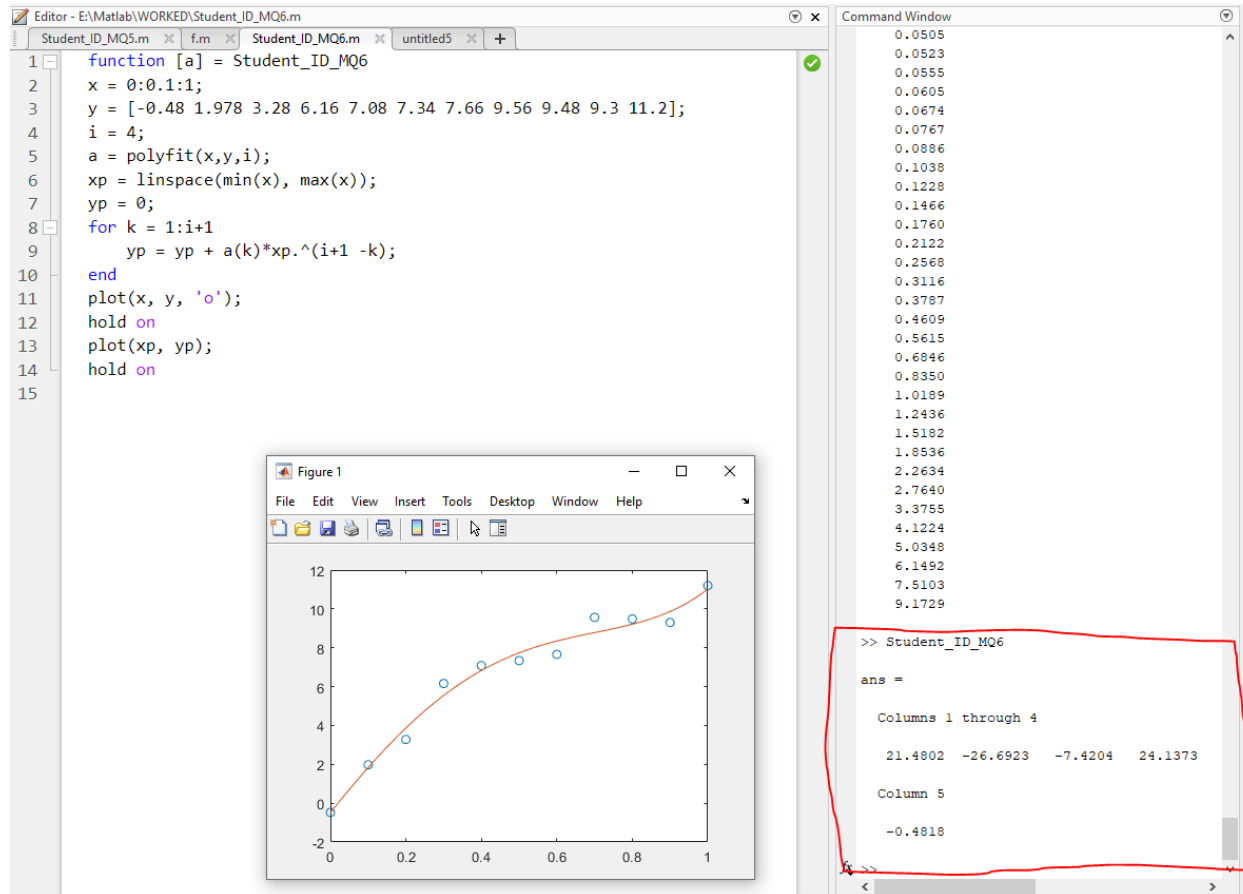 Editor - E:\Matlab\WORKED\Student_ID_MQ6.m
Student_ID_MQ5.m f.m Student_ID_MQ6.m untitled5 +
1 function [a] = Student_ID_MQ6
2 x = 0:0.1:1;
3 y = [-0.48 1.978 3.28 6.16 7.08 7.34 7.66 9.56 9.48 9.3 11.2];
4 i = 4;
5 a = polyfit(x,y,i);
6 xp = linspace(min(x), max(x));
7 yp = 0;
8 for k = 1:i+1
9 yp = yp + a(k)*xp.^(i+1 -k);
10 end
11 plot(x, y, 'o');
12 hold on
13 plot(xp, yp);
14 hold on
15
Figure 1
File Edit View Insert Tools Desktop Window Help
12
10
8
6
4
2
0
-2
0 0.2 0.4 0.6 0.8 1
Command Window
0.0505
0.0523
0.0555
0.0605
0.0674
0.0767
0.0886
0.1038
0.1228
0.1466
0.1760
0.2122
0.2568
0.3116
0.3787
0.4609
0.5615
0.6846
0.8350
1.0189
1.2436
1.5182
1.8536
2.2634
2.7640
3.3755
4.1224
5.0348
6.1492
7.5103
9.1729
>> Student_ID_MQ6
ans =
Columns 1 through 4
21.4802 -26.6923 -7.4204 24.1373
Column 5
-0.4818
fx >>